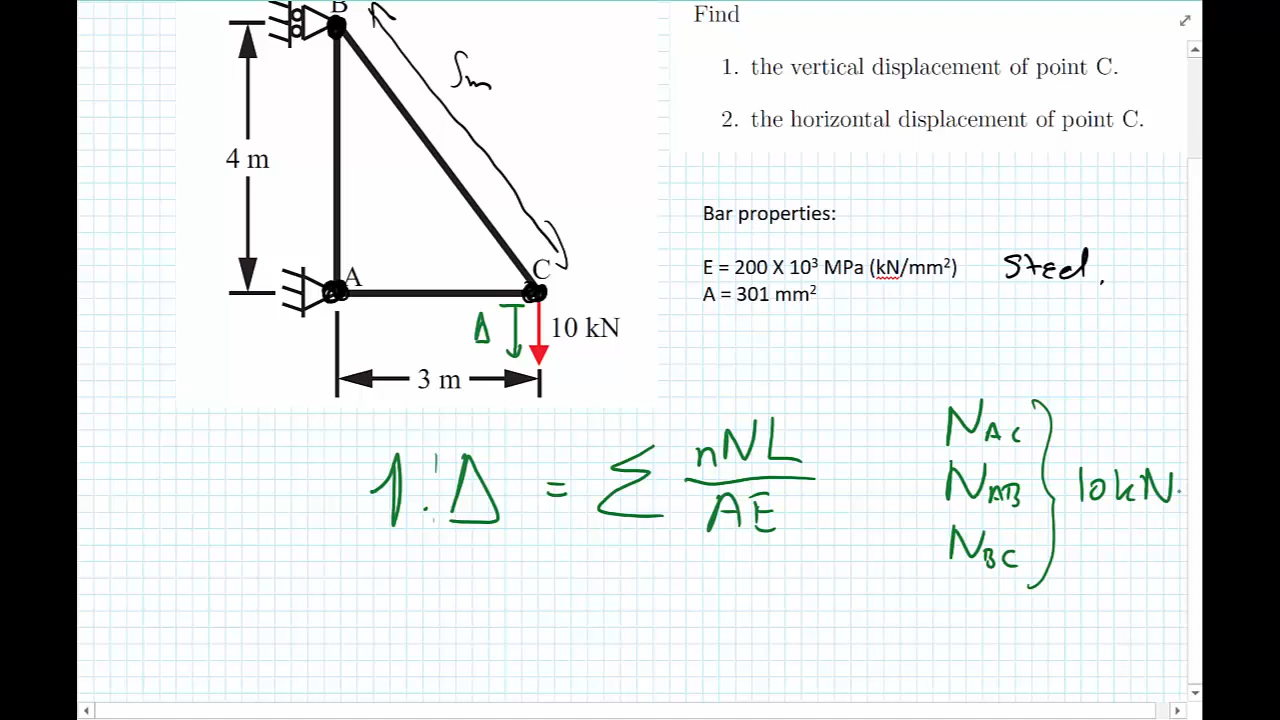 B
Find
5m
1. the vertical displacement of point C.
2. the horizontal displacement of point C.
4 m
Bar properties:
E = 200 X 10³ MPa (kN/mm²) Steel.
A = 301 mm²
A
C
Δ
10 kN
3 m
1·Δ = Σ nNL/AE
N_AC
N_AB
N_BC
10kN.